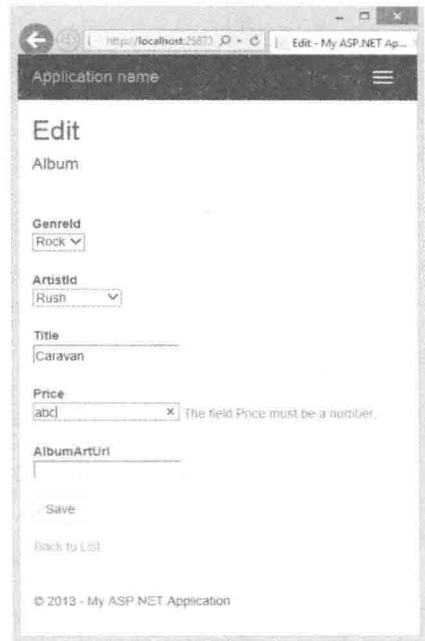 http://localhost:25873
Edit - My ASP.NET Ap...
Application name
Edit
Album
GenreId
Rock
ArtistId
Rush
Title
Caravan
Price
abc
The field Price must be a number.
AlbumArtUrl
Save
Back to List
© 2013 - My ASP.NET Application